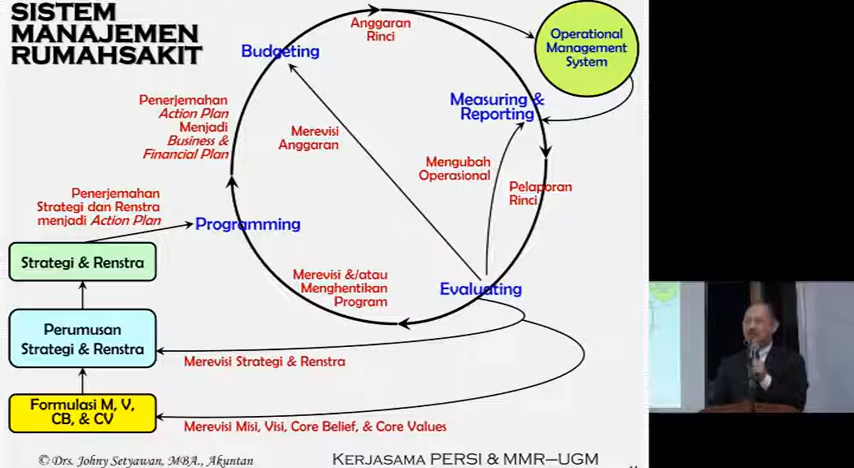 SISTEM
MANAJEMEN
RUMAHSAKIT
Anggaran
Rinci
Operational
Management
System
Budgeting
Measuring &
Reporting
Penerjemahan
Action Plan
Menjadi
Business &
Financial Plan
Merevisi
Anggaran
Mengubah
Operasional
Pelaporan
Rinci
Penerjemahan
Strategi dan Renstra
menjadi Action Plan
Programming
Strategi & Renstra
Merevisi &/atau
Menghentikan
Program
Evaluating
Perumusan
Strategi & Renstra
Merevisi Strategi & Renstra
Formulasi M, V,
CB, & CV
Merevisi Misi, Visi, Core Belief, & Core Values
© Drs. Johny Setyawan, MBA., Akuntan
KERJASAMA PERSI & MMR–UGM